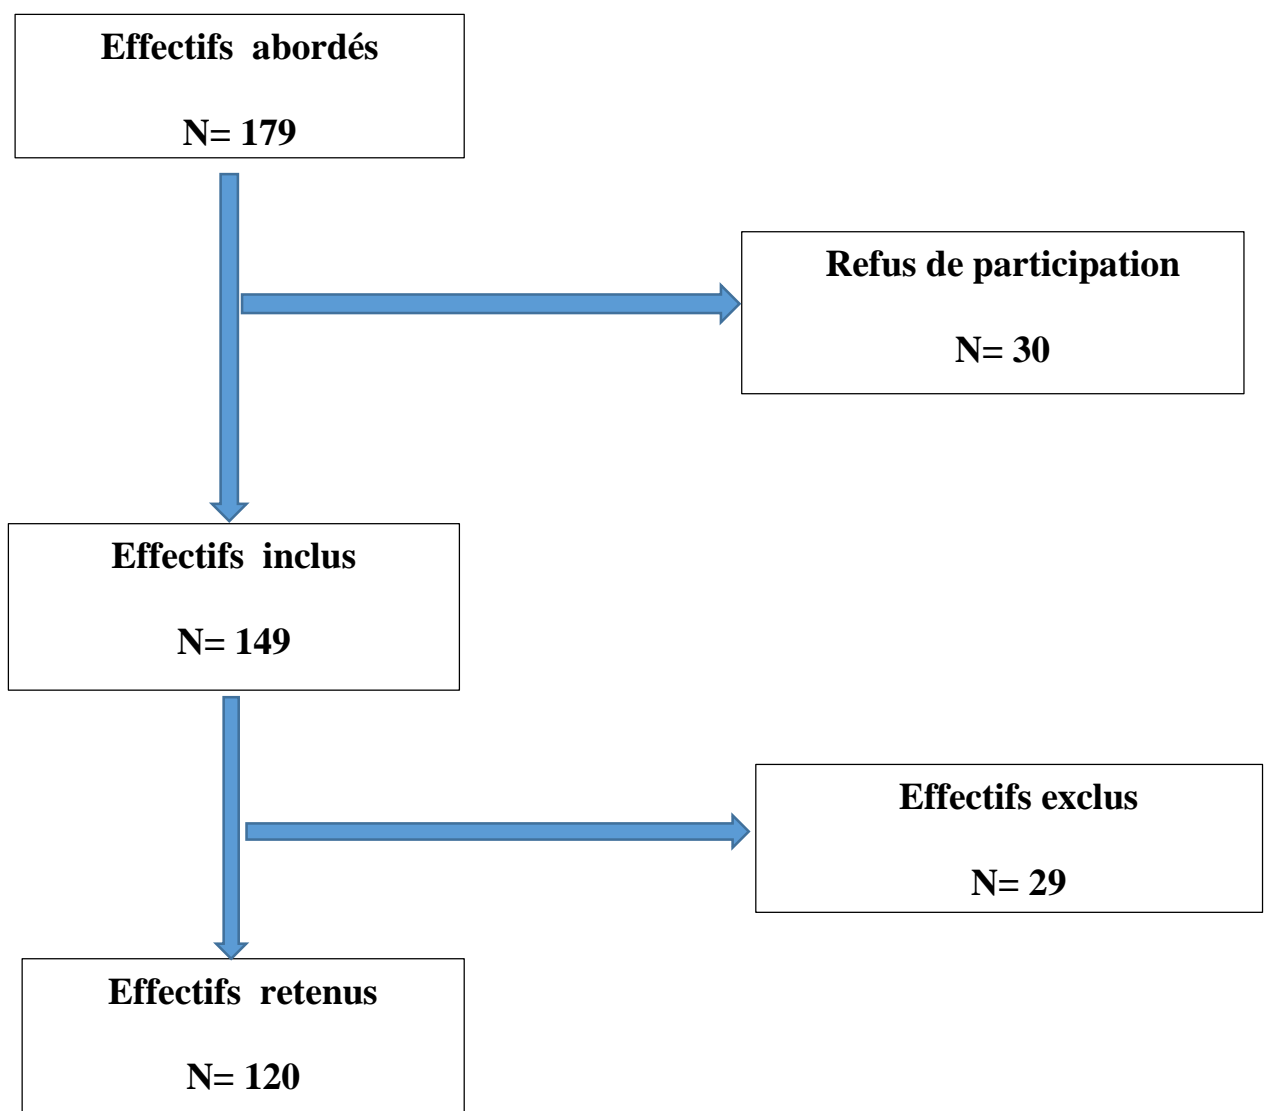 Effectifs abordés
N= 179
Refus de participation
N= 30
Effectifs inclus
N= 149
Effectifs exclus
N= 29
Effectifs retenus
N= 120